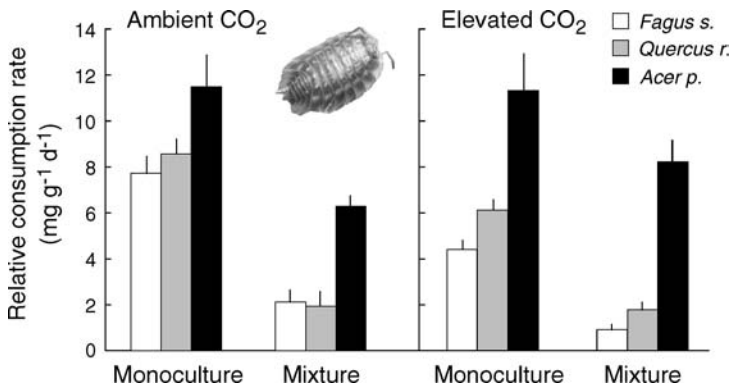 Ambient CO2
Elevated CO2
Fagus s.
Quercus r.
Acer p.
Relative consumption rate
(mg g-1 d-1)
14
12
10
8
6
4
2
0
Monoculture
Mixture
Monoculture
Mixture